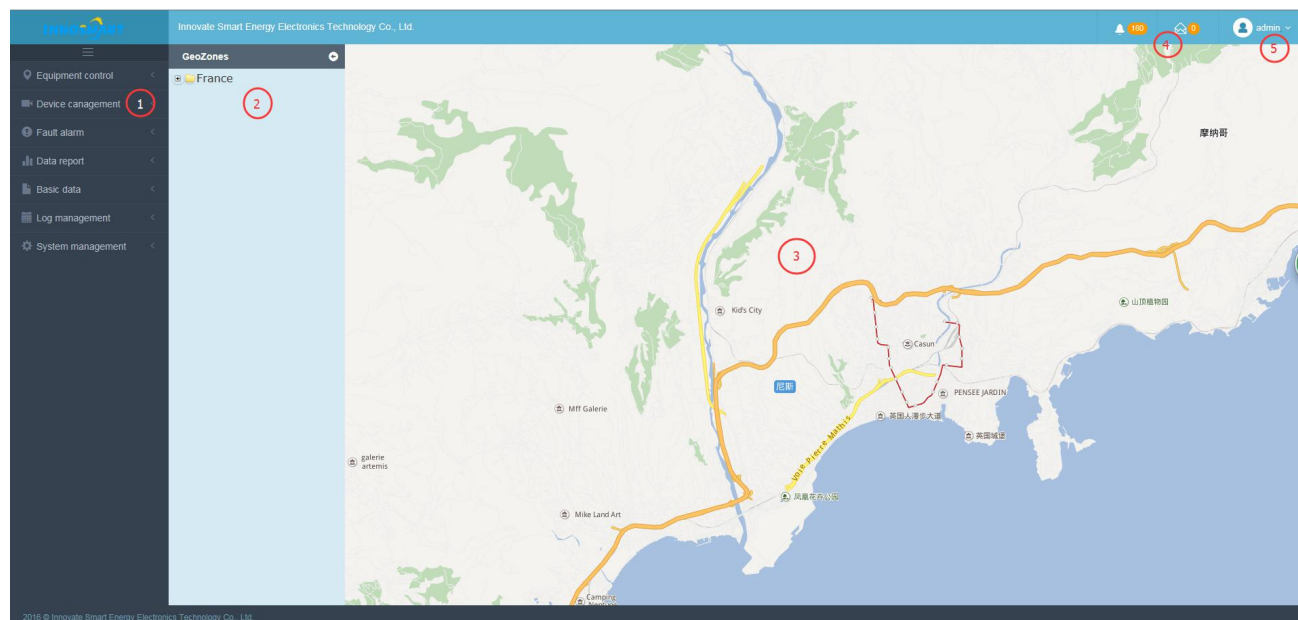 INNOSMART
Innovate Smart Energy Electronics Technology Co., Ltd.
160
0
admin
4
5
GeoZones
Equipment control
France
Device canagement
1
2
Fault alarm
摩纳哥
Data report
Basic data
Log management
System management
3
山顶植物园
Kid's City
Casun
尼斯
PENSEE JARDIN
Mff Galerie
英国人漫步大道
Voie Pierre Mathis
英国城堡
galerie
artemis
凤凰花卉公园
Mike Land Art
Camping
2016 © Innovate Smart Energy Electronics Technology Co., Ltd.